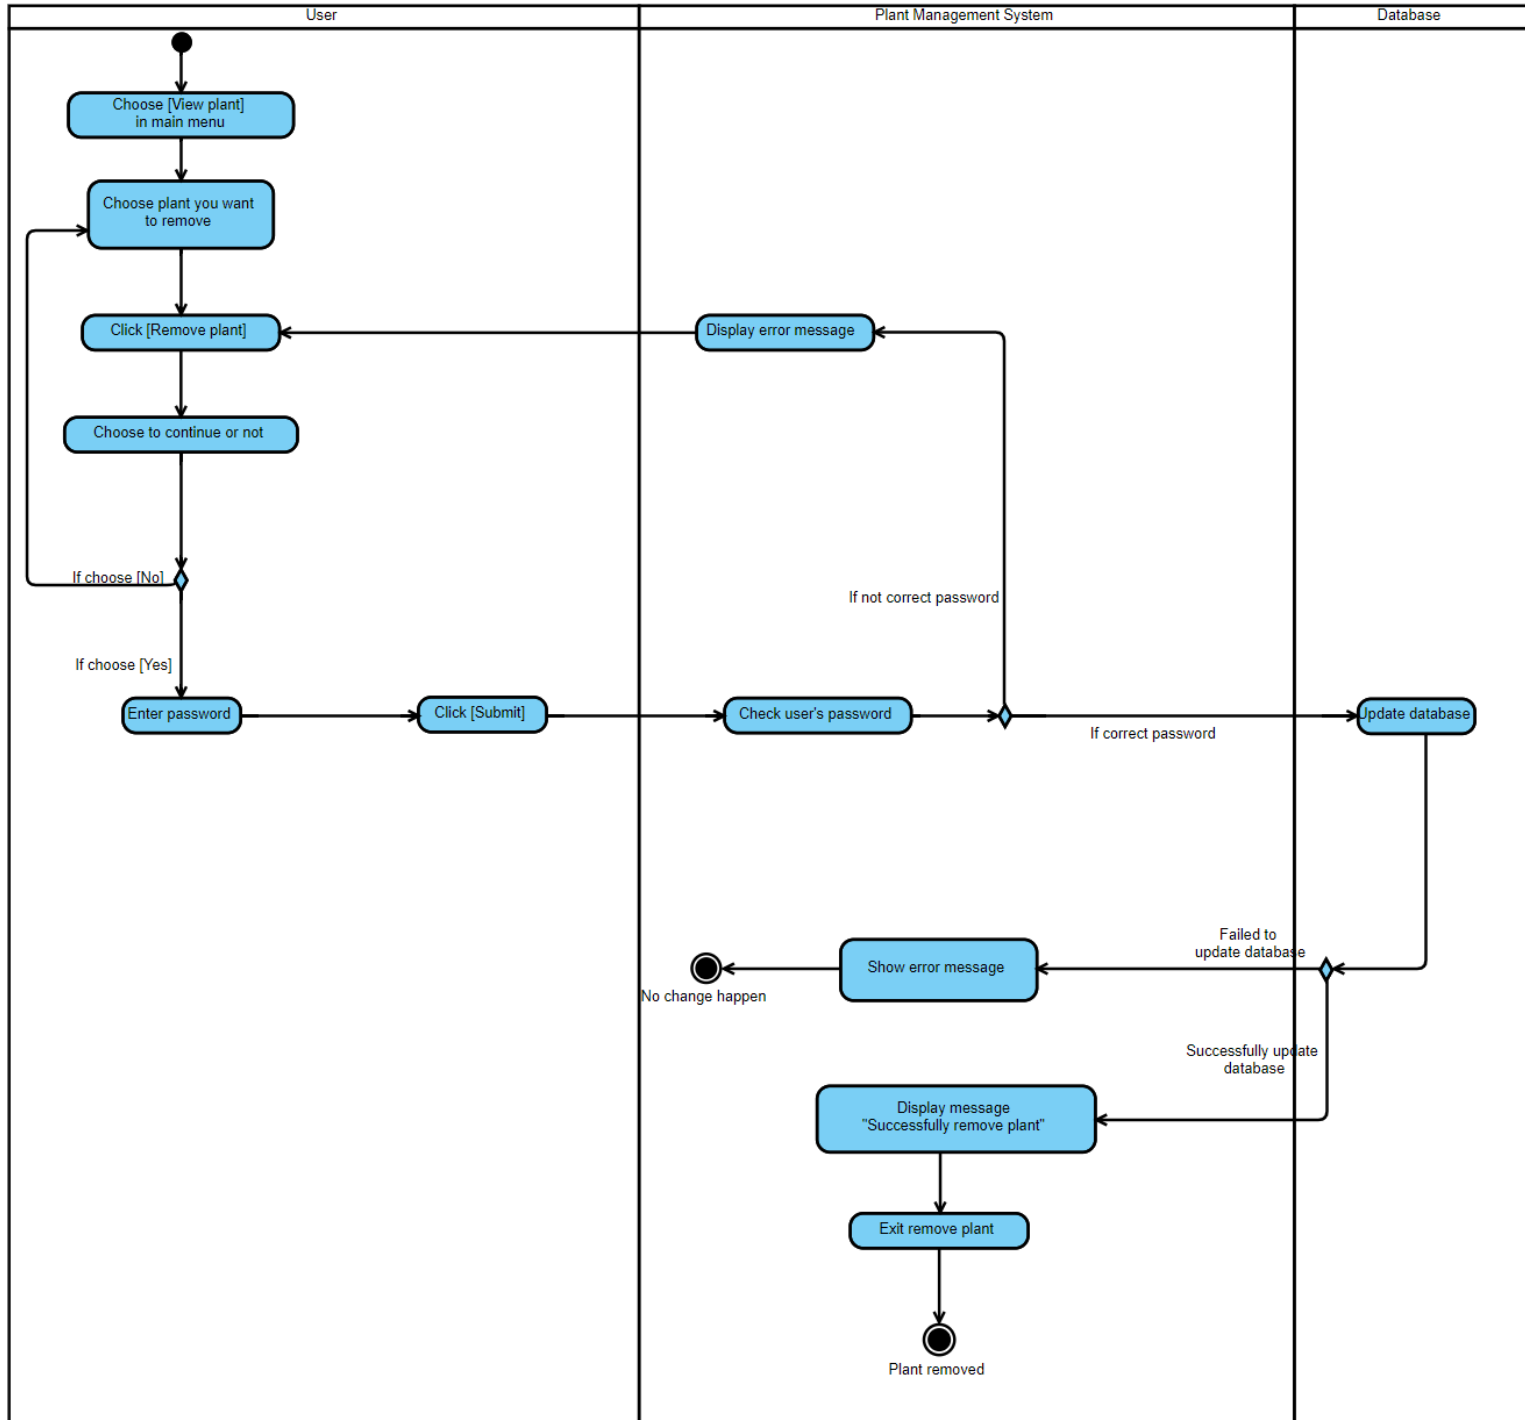 User
Plant Management System
Database
Choose [View plant]
in main menu
Choose plant you want
to remove
Click [Remove plant]
Display error message
Choose to continue or not
If choose [No]
If not correct password
If choose [Yes]
Enter password
Click [Submit]
Check user's password
If correct password
Update database
Failed to
update database
Show error message
No change happen
Successfully update
database
Display message
"Successfully remove plant"
Exit remove plant
Plant removed